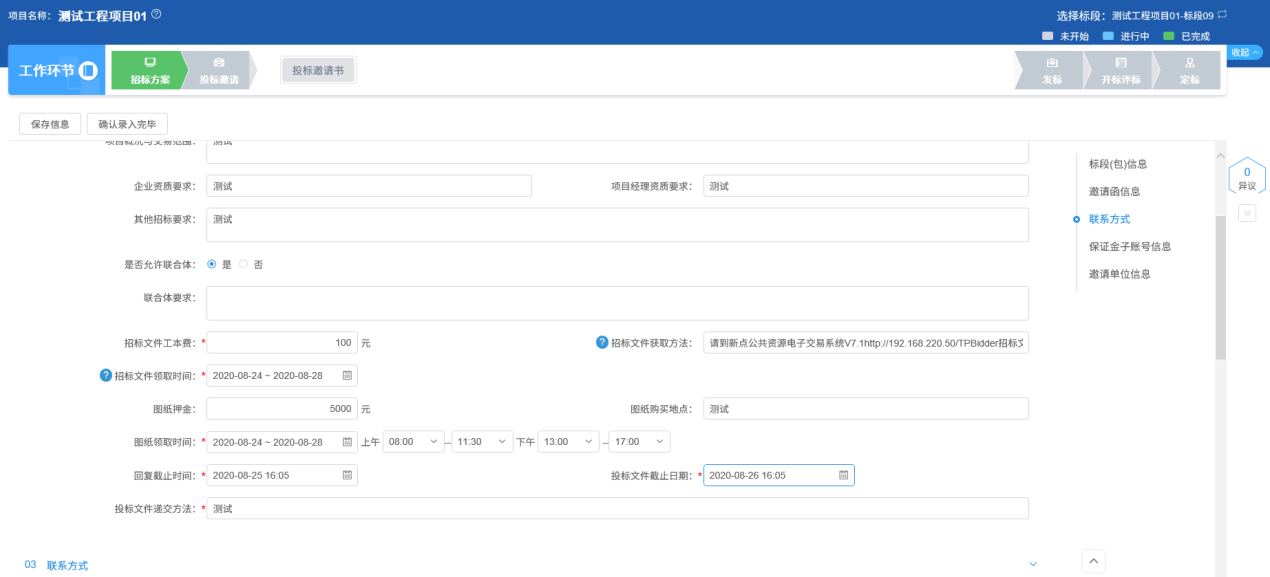 项目名称: 测试工程项目01
选择标段: 测试工程项目01-标段09
未开始 进行中 已完成
工作环节
招标方案
投标邀请
投标邀请书
发标
开标评标
定标
收起
保存信息
确认录入完毕
项目概况与交易范围: 测试
企业资质要求: 测试
项目经理资质要求: 测试
其他招标要求: 测试
是否允许联合体: 是 否
联合体要求:
招标文件工本费: * 100 元
? 招标文件获取方法: 请到新点公共资源电子交易系统V7.1http://192.168.220.50/TPBidder招标文
? 招标文件领取时间: * 2020-08-24 ~ 2020-08-28
图纸押金: 5000 元
图纸购买地点: 测试
图纸领取时间: * 2020-08-24 ~ 2020-08-28 上午 08:00 -- 11:30 下午 13:00 -- 17:00
回复截止时间: * 2020-08-25 16:05
投标文件截止日期: * 2020-08-26 16:05
投标文件递交方法: * 测试
03 联系方式
标段(包)信息
邀请函信息
联系方式
保证金子账号信息
邀请单位信息
0
异议